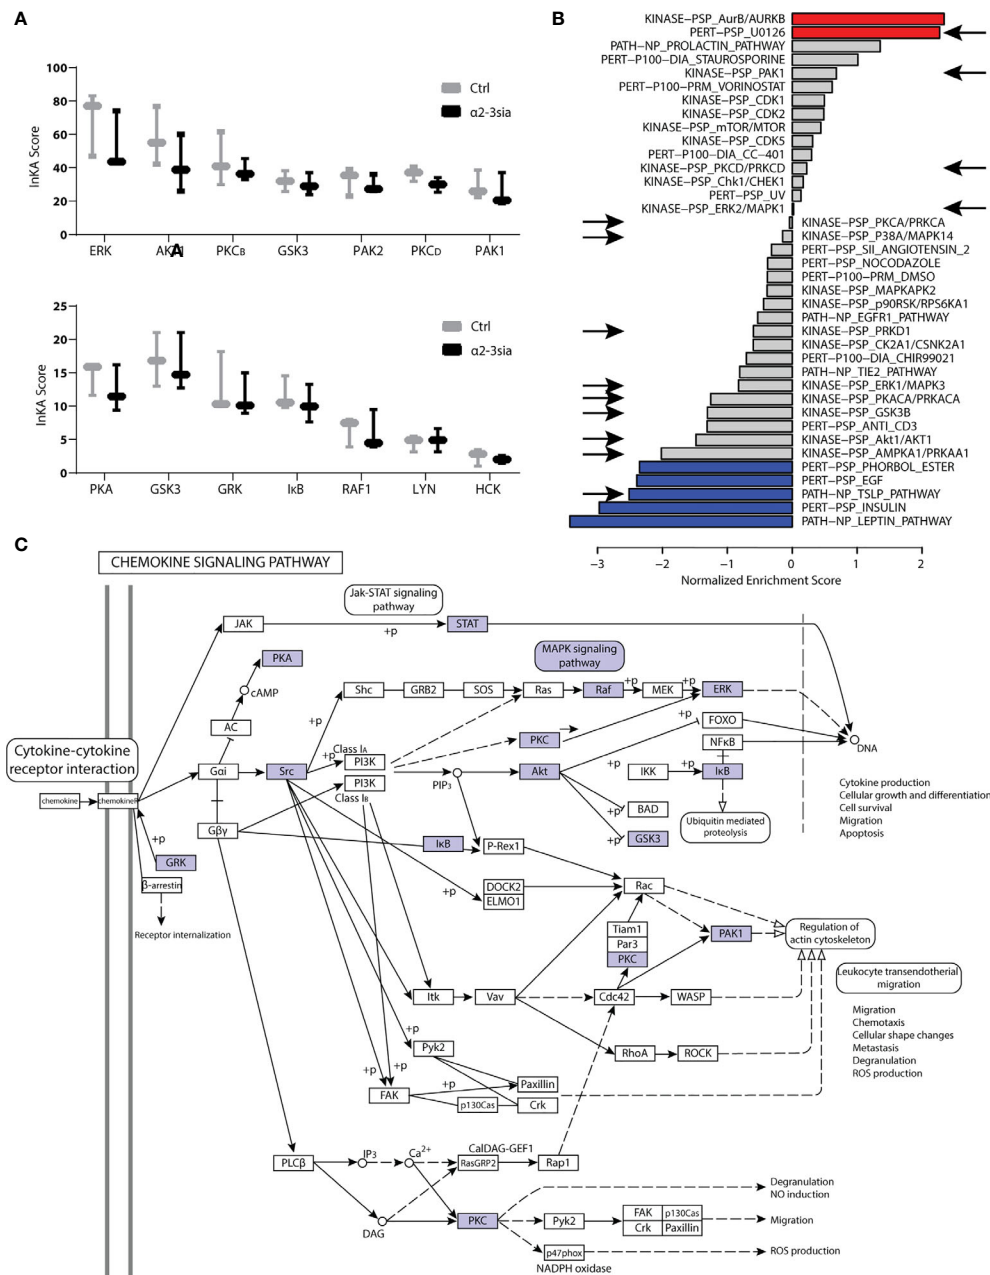 A
100
80
60
40
20
0
InKA Score
Ctrl
α2-3sia
ERK
AKT1
PKCB
GSK3
PAK2
PKCD
PAK1
A
25
20
15
10
5
0
InKA Score
Ctrl
α2-3sia
PKA
GSK3
GRK
IκB
RAF1
LYN
HCK
B
KINASE−PSP_AurB/AURKB
PERT−PSP_U0126
PATH−NP_PROLACTIN_PATHWAY
PERT−P100−DIA_STAUROSPORINE
KINASE−PSP_PAK1
PERT−P100−PRM_VORINOSTAT
KINASE−PSP_CDK1
KINASE−PSP_CDK2
KINASE−PSP_mTOR/MTOR
KINASE−PSP_CDK5
PERT−P100−DIA_CC−401
KINASE−PSP_PKCD/PRKCD
KINASE−PSP_Chk1/CHEK1
PERT−PSP_UV
KINASE−PSP_ERK2/MAPK1
KINASE−PSP_PKCA/PRKCA
KINASE−PSP_P38A/MAPK14
PERT−PSP_SII_ANGIOTENSIN_2
PERT−PSP_NOCODAZOLE
PERT−P100−PRM_DMSO
KINASE−PSP_MAPKAPK2
KINASE−PSP_p90RSK/RPS6KA1
PATH−NP_EGFR1_PATHWAY
KINASE−PSP_PRKD1
KINASE−PSP_CK2A1/CSNK2A1
PERT−P100−DIA_CHIR99021
PATH−NP_TIE2_PATHWAY
KINASE−PSP_ERK1/MAPK3
KINASE−PSP_PKACA/PRKACA
KINASE−PSP_GSK3B
PERT−PSP_ANTI_CD3
KINASE−PSP_Akt1/AKT1
KINASE−PSP_AMPKA1/PRKAA1
PERT−PSP_PHORBOL_ESTER
PERT−PSP_EGF
PATH−NP_TSLP_PATHWAY
PERT−PSP_INSULIN
PATH−NP_LEPTIN_PATHWAY
−3 −2 −1 0 1 2
Normalized Enrichment Score
C
CHEMOKINE SIGNALING PATHWAY
Jak-STAT signaling
pathway
JAK
+p
STAT
PKA
cAMP
AC
MAPK signaling
pathway
Shc
GRB2
SOS
Ras
Raf
+p
MEK
+p
ERK
+p
FOXO
NFκB
DNA
Cytokine-cytokine
receptor interaction
chemokine
chemokineR
Gαi
Src
+p
+p
Class IA
PI3K
PI3K
Class IB
PIP3
PKC
Akt
+p
IKK
+p
IκB
+p
BAD
+p
GSK3
Ubiquitin mediated
proteolysis
Cytokine production
Cellular growth and differentiation
Cell survival
Migration
Apoptosis
Gβγ
+p
GRK
β-arrestin
Receptor internalization
IκB
P-Rex1
+p
DOCK2
ELMO1
Rac
Tiam1
Par3
PKC
PAK1
Regulation of
actin cytoskeleton
Leukocyte transendotherial
migration
Itk
Vav
Cdc42
WASP
Migration
Chemotaxis
Cellular shape changes
Metastasis
Degranulation
ROS production
+p
Pyk2
RhoA
ROCK
+p
+p
FAK
+p
Paxillin
p130Cas
Crk
PLCβ
IP3
Ca2+
CalDAG-GEF1
RasGRP2
Rap1
DAG
PKC
Degranulation
NO induction
Pyk2
FAK
p130Cas
Crk
Paxillin
Migration
p47phox
NADPH oxidase
ROS production